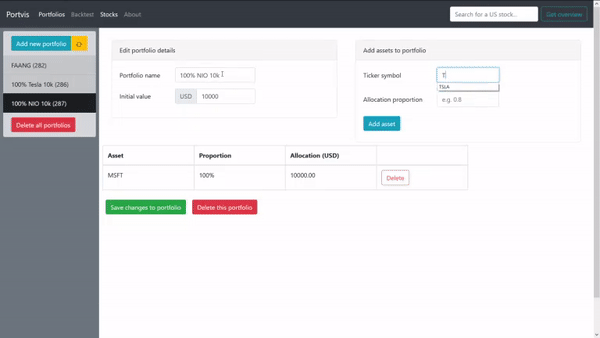 Portvis Portfolios Backtest Stocks About Search for a US stock... Get overview
Add new portfolio
FAANG (282)
100% Tesla 10k (286)
100% NIO 10k (287)
Delete all portfolios
Edit portfolio details
Portfolio name 100% NIO 10k
Initial value USD 10000
Add assets to portfolio
Ticker symbol T
TSLA
Allocation proportion e.g. 0.8
Add asset
Asset Proportion Allocation (USD)
MSFT 100% 10000.00 Delete
Save changes to portfolio Delete this portfolio